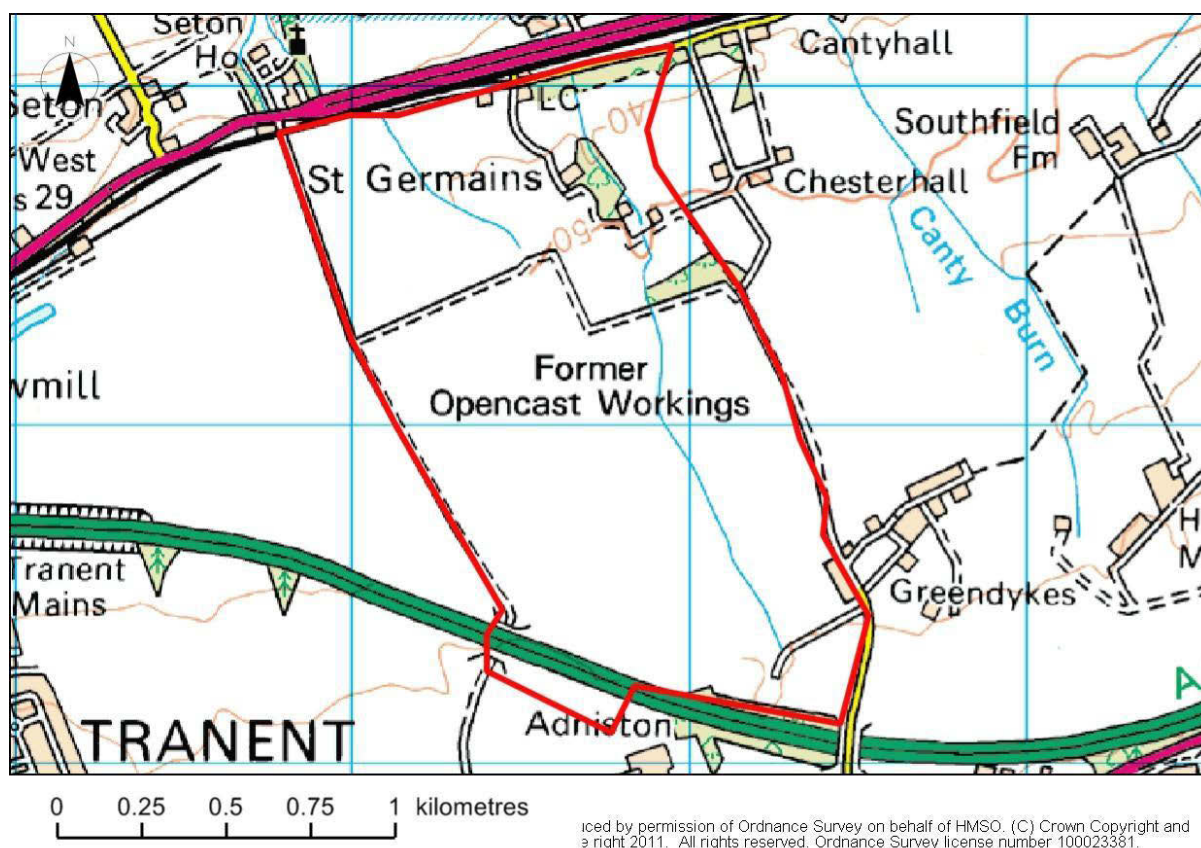 N
Seton
Ho
Cantyhall
Seton
LC
40
Southfield
Fm
West
St Germains
Chesterhall
s 29
50
Canty
Burn
Former
Opencast Workings
wmill
H
M
Tranent
Mains
Greendykes
A
Adniston
TRANENT
0 0.25 0.5 0.75 1 kilometres
uced by permission of Ordnance Survey on behalf of HMSO. (C) Crown Copyright and
e right 2011. All rights reserved. Ordnance Survey license number 100023381.